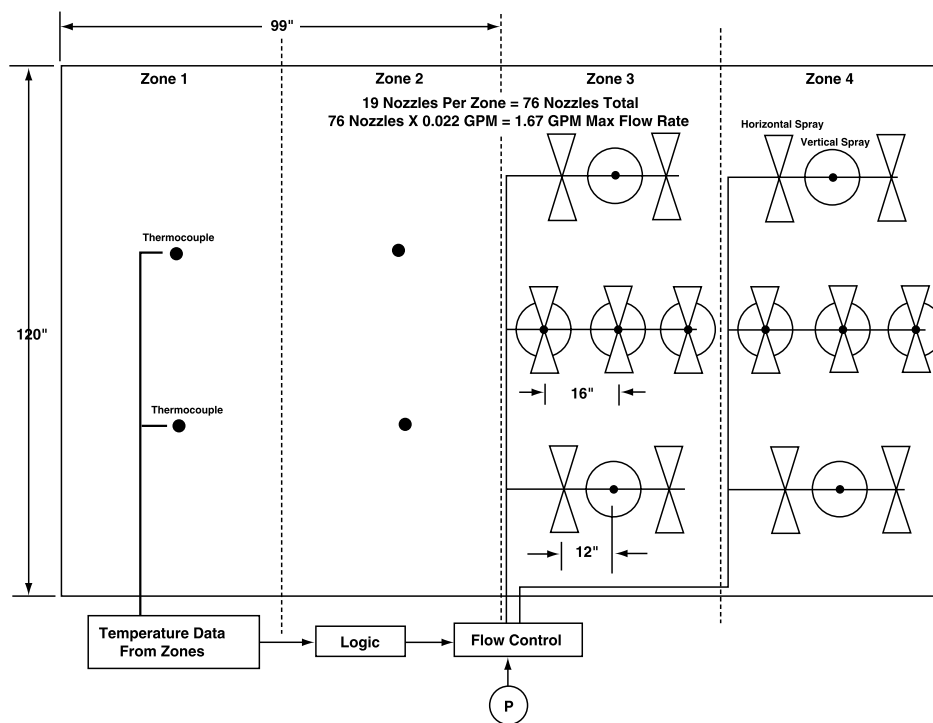 99"
Zone 1
Zone 2
Zone 3
Zone 4
19 Nozzles Per Zone = 76 Nozzles Total
76 Nozzles X 0.022 GPM = 1.67 GPM Max Flow Rate
Horizontal Spray
Vertical Spray
Thermocouple
120"
16"
Thermocouple
12"
Temperature Data
From Zones
Logic
Flow Control
P